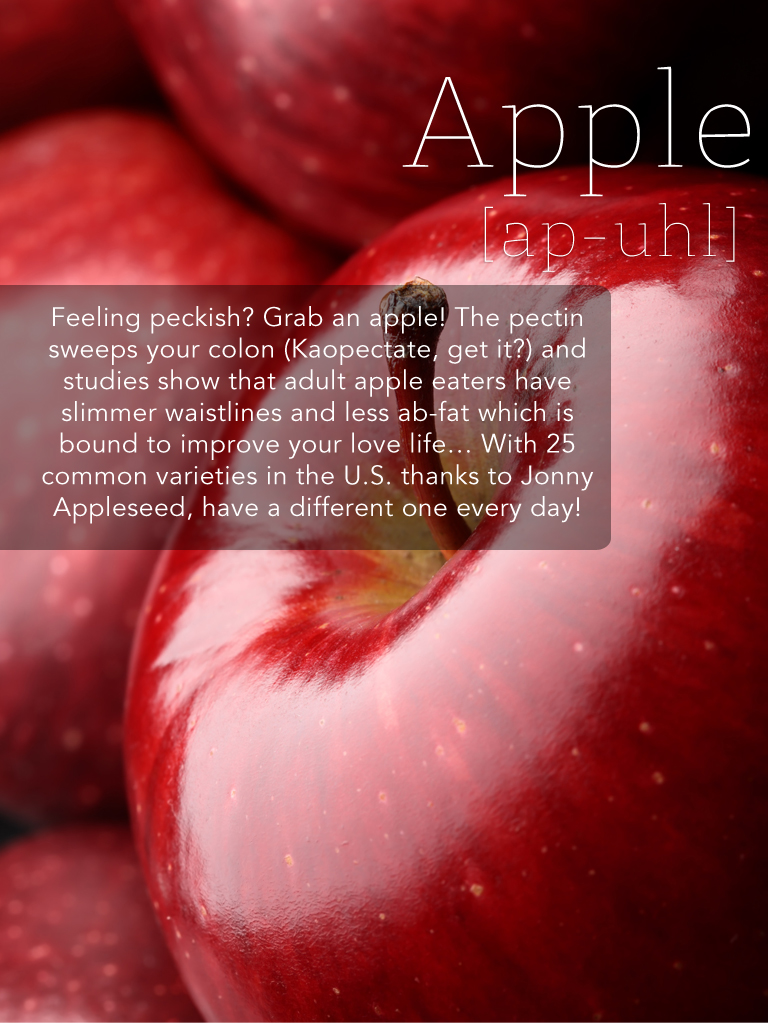 Apple
[ap-uhl]
Feeling peckish? Grab an apple! The pectin
sweeps your colon (Kaopectate, get it?) and
studies show that adult apple eaters have
slimmer waistlines and less ab-fat which is
bound to improve your love life... With 25
common varieties in the U.S. thanks to Jonny
Appleseed, have a different one every day!